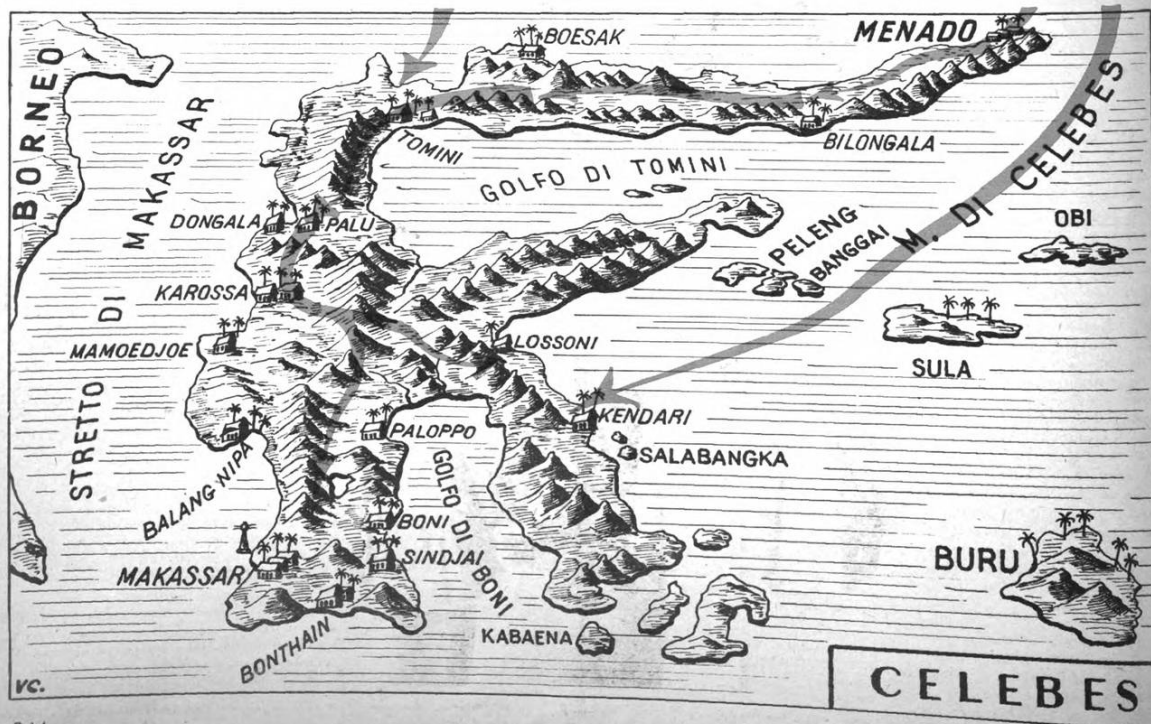 BOESAK
MENADO
BORNEO
STRETTO DI MAKASSAR
TOMINI
BILONGALA
GOLFO DI TOMINI
M. DI CELEBES
DONGALA
PALU
PELENG
BANGGAI
OBI
KAROSSA
MAMOEDJOE
LOSSONI
SULA
KENDARI
PALOPPO
BALANG NIPA
SALABANGKA
GOLFO DI BONI
BONI
SINDJAI
MAKASSAR
BURU
BONTHAIN
KABAENA
CELEBES
VC.